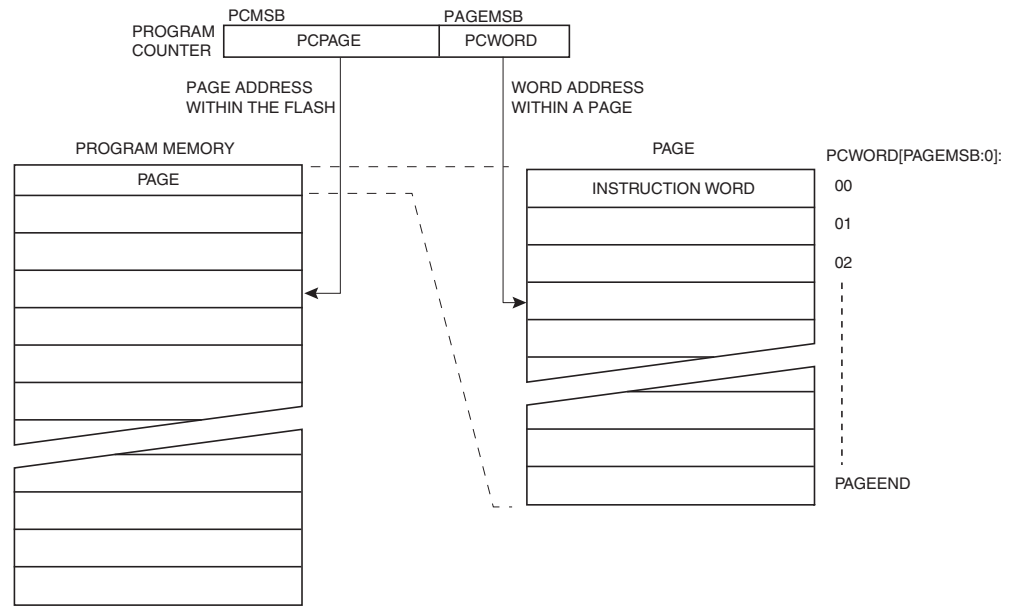 PCMSB
PAGEMSB
PROGRAM
COUNTER
PCPAGE
PCWORD
PAGE ADDRESS
WITHIN THE FLASH
WORD ADDRESS
WITHIN A PAGE
PROGRAM MEMORY
PAGE
PAGE
PCWORD[PAGEMSB:0]:
INSTRUCTION WORD
00
01
02
PAGEEND